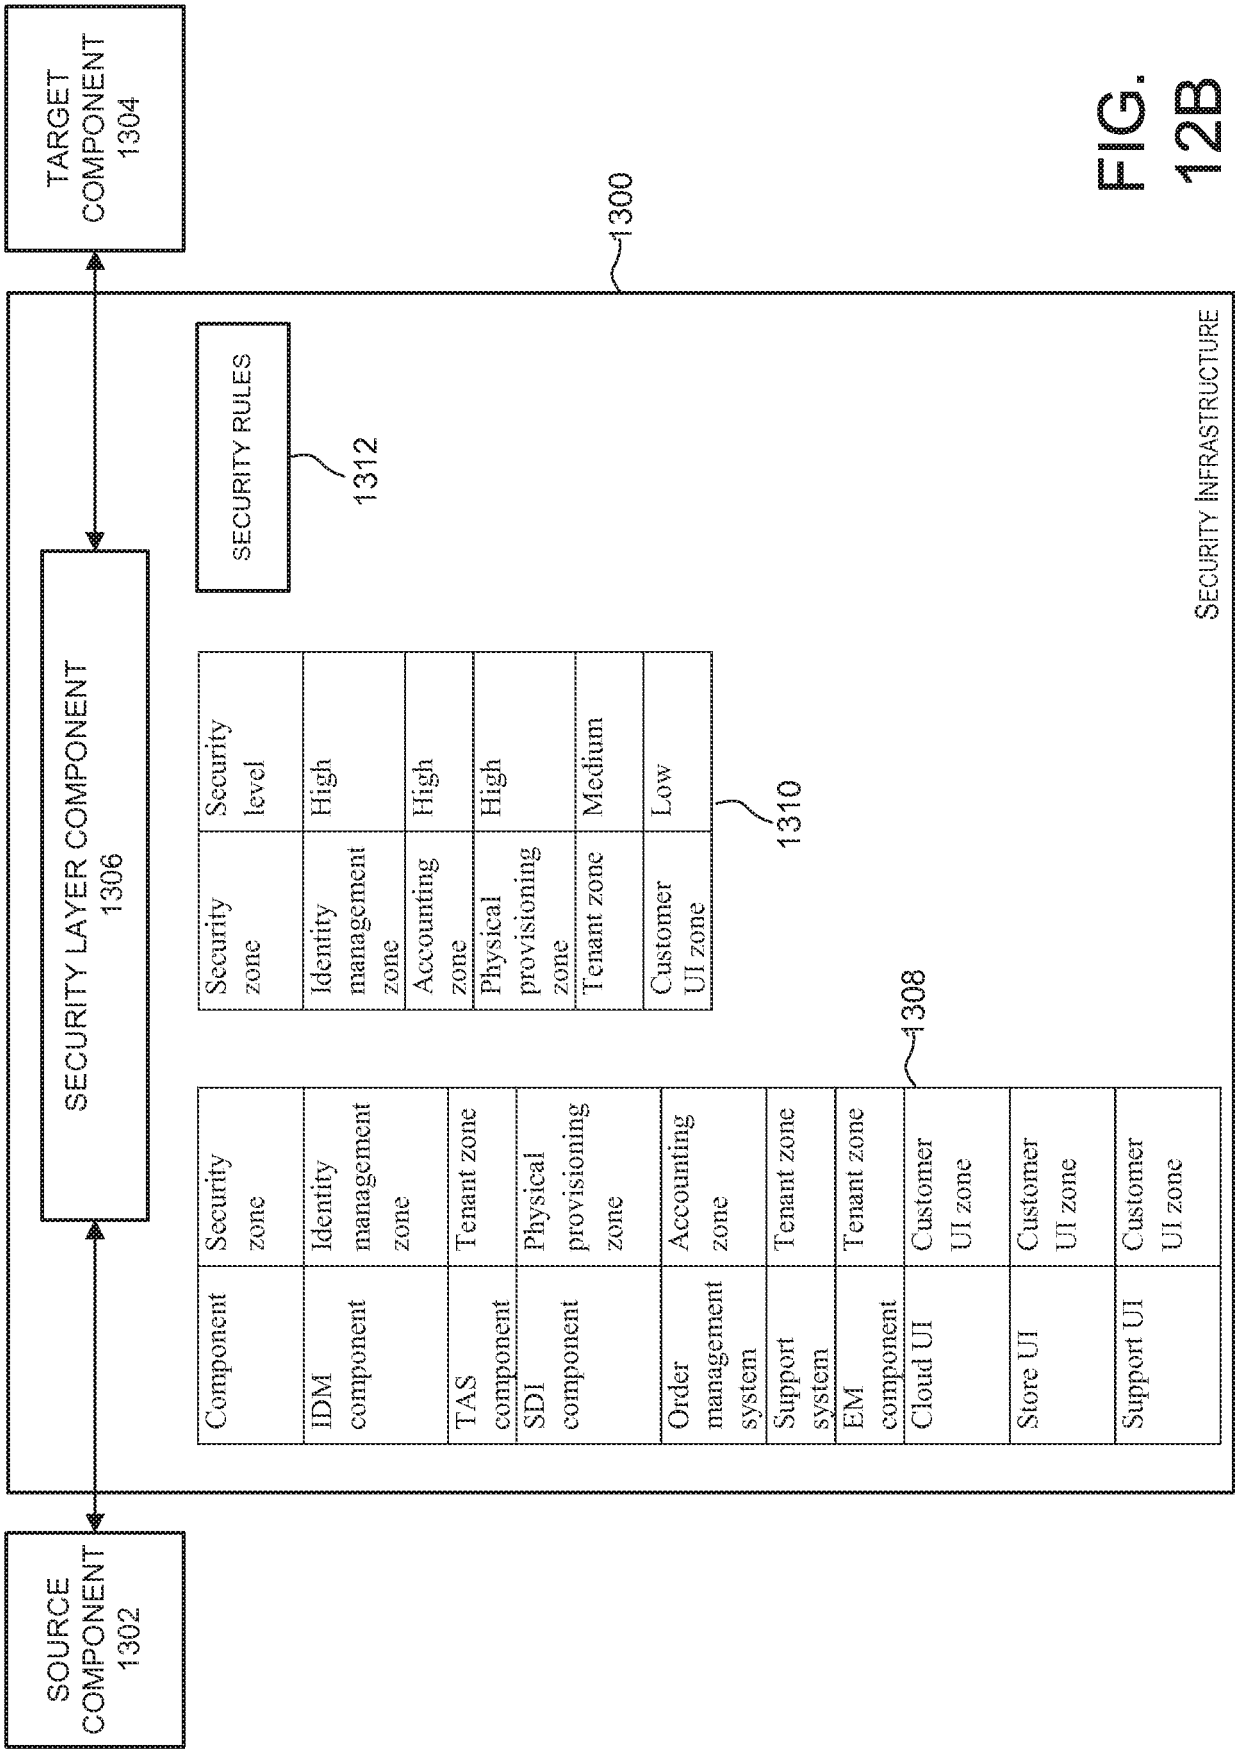 SOURCE
COMPONENT
1302
SECURITY LAYER COMPONENT
1306
TARGET
COMPONENT
1304
Component
Security
zone
IDM
component
Identity
management
zone
TAS
component
Tenant zone
SDI
component
Physical
provisioning
zone
Order
management
system
Accounting
zone
Support
system
Tenant zone
EM
component
Tenant zone
Cloud UI
Customer
UI zone
Store UI
Customer
UI zone
Support UI
Customer
UI zone
1308
Security
zone
Security
level
Identity
management
zone
High
Accounting
zone
High
Physical
provisioning
zone
High
Tenant zone
Medium
Customer
UI zone
Low
1310
SECURITY RULES
1312
1300
SECURITY INFRASTRUCTURE
FIG.
12B